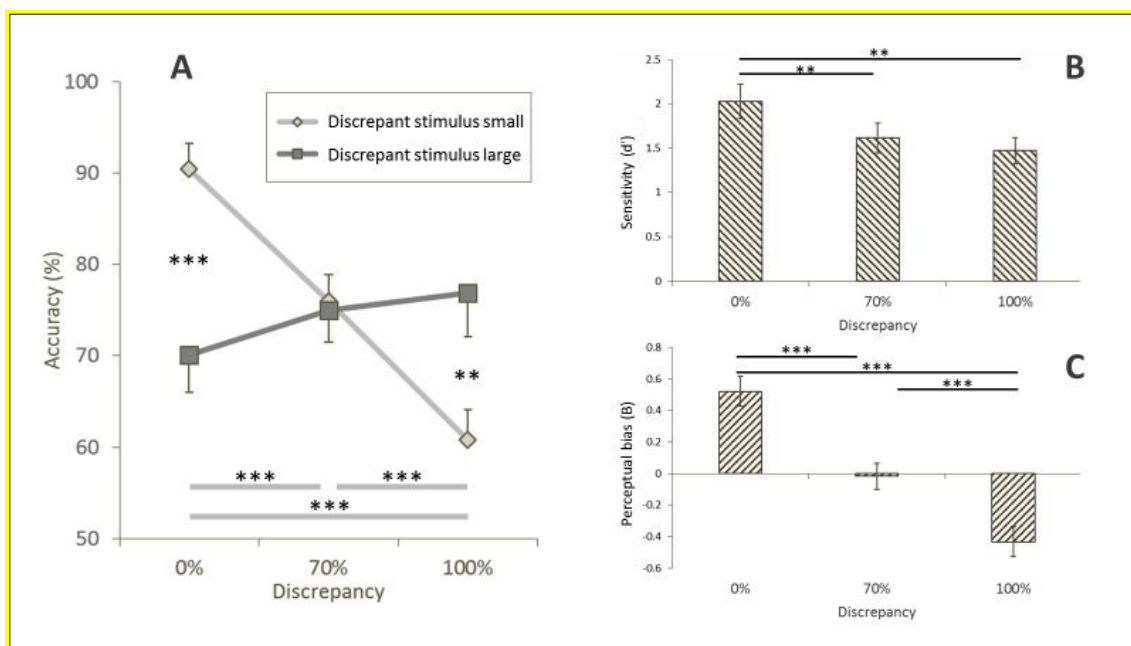 A
100
90
80
70
60
50
Accuracy (%)
Discrepant stimulus small
Discrepant stimulus large
***
**
*** ***
***
0% 70% 100%
Discrepancy
B
**
**
2.5
2
1.5
1
0.5
0
Sensitivity (d')
0% 70% 100%
Discrepancy
C
***
***
***
0.8
0.6
0.4
0.2
0
-0.2
-0.4
-0.6
Perceptual bias (B)
0% 70% 100%
Discrepancy